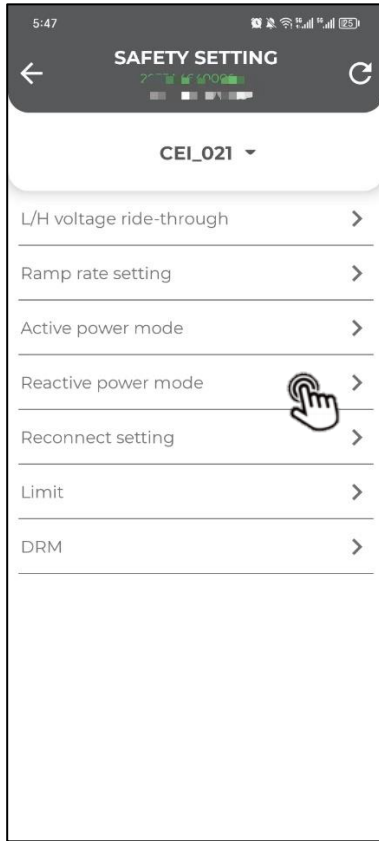 5:47
SAFETY SETTING
CEI_021
L/H voltage ride-through
Ramp rate setting
Active power mode
Reactive power mode
Reconnect setting
Limit
DRM